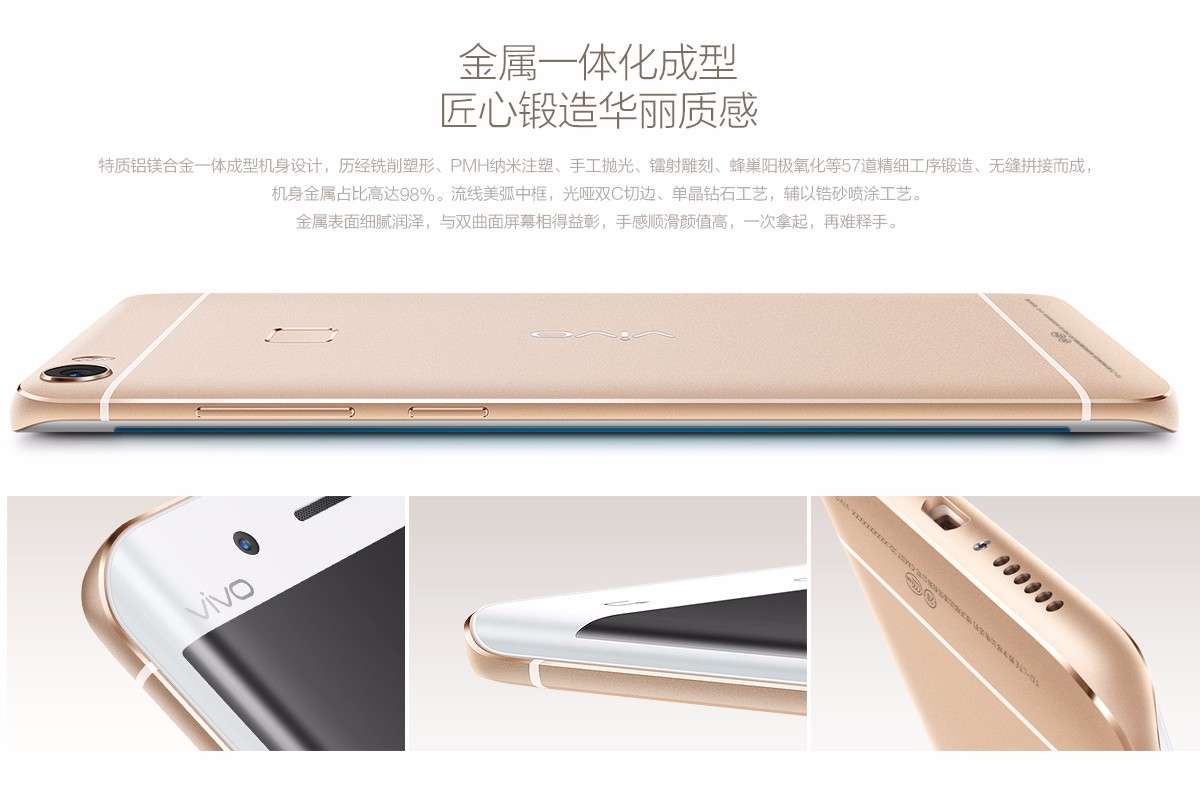 金属一体化成型
匠心锻造华丽质感
特质铝镁合金一体成型机身设计，历经铣削塑形、PMH纳米注塑、手工抛光、镭射雕刻、蜂巢阳极氧化等57道精细工序锻造、无缝拼接而成，
机身金属占比高达98%。流线美弧中框，光哑双C切边、单晶钻石工艺，辅以锆砂喷涂工艺。
金属表面细腻润泽，与双曲面屏幕相得益彰，手感顺滑颜值高，一次拿起，再难释手。
vivo
vivo